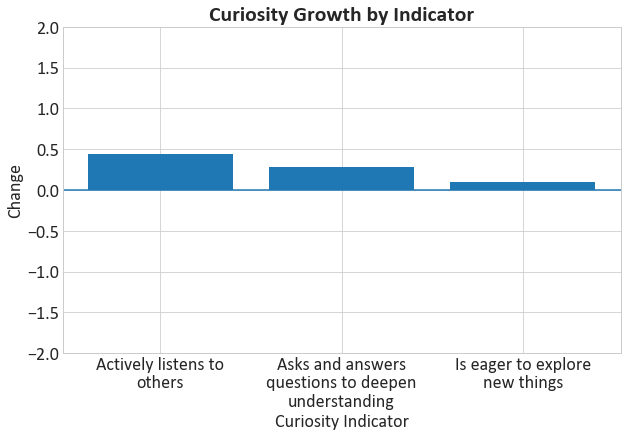 Curiosity Growth by Indicator
2.0
1.5
1.0
0.5
0.0
−0.5
−1.0
−1.5
−2.0
Change
Actively listens to
others
Asks and answers
questions to deepen
understanding
Is eager to explore
new things
Curiosity Indicator